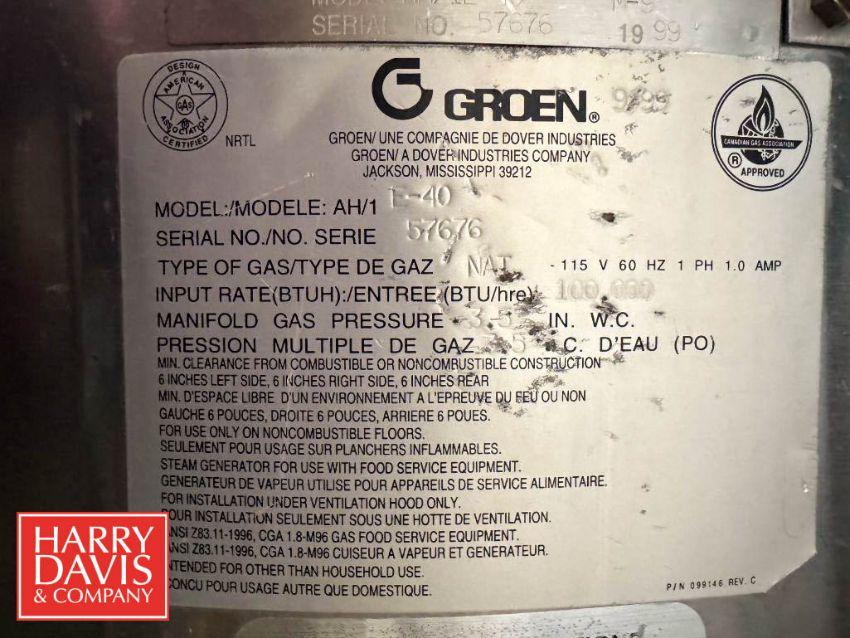 SERIAL NO. 57676 1999
DESIGN
AMERICAN
GAS
ASSOCIATION
CERTIFIED
NRTL
GROEN® 9/99
GROEN/ UNE COMPAGNIE DE DOVER INDUSTRIES
GROEN/ A DOVER INDUSTRIES COMPANY
JACKSON, MISSISSIPPI 39212
CANADIAN GAS ASSOCIATION
®
APPROVED
MODEL:/MODELE: AH/1 E-40
SERIAL NO./NO. SERIE 57676
TYPE OF GAS/TYPE DE GAZ NAT - 115 V 60 HZ 1 PH 1.0 AMP
INPUT RATE(BTUH):/ENTREE (BTU/hre) 100,000
MANIFOLD GAS PRESSURE 3.5 IN. W.C.
PRESSION MULTIPLE DE GAZ C. D'EAU (PO)
MIN. CLEARANCE FROM COMBUSTIBLE OR NONCOMBUSTIBLE CONSTRUCTION
6 INCHES LEFT SIDE, 6 INCHES RIGHT SIDE, 6 INCHES REAR
MIN. D'ESPACE LIBRE D'UN ENVIRONNEMENT A L'EPREUVE DU FEU OU NON
GAUCHE 6 POUCES, DROITE 6 POUCES, ARRIERE 6 POUES.
FOR USE ONLY ON NONCOMBUSTIBLE FLOORS.
SEULEMENT POUR USAGE SUR PLANCHERS INFLAMMABLES.
STEAM GENERATOR FOR USE WITH FOOD SERVICE EQUIPMENT.
GENERATEUR DE VAPEUR UTILISE POUR APPAREILS DE SERVICE ALIMENTAIRE.
FOR INSTALLATION UNDER VENTILATION HOOD ONLY.
POUR INSTALLATION SEULEMENT SOUS UNE HOTTE DE VENTILATION.
ANSI Z83.11-1996, CGA 1.8-M96 GAS FOOD SERVICE EQUIPMENT.
ANSI Z83.11-1996, CGA 1.8-M96 CUISEUR A VAPEUR ET GENERATEUR.
INTENDED FOR OTHER THAN HOUSEHOLD USE.
CONCU POUR USAGE AUTRE QUE DOMESTIQUE.
P/N 099146 REV. C
HARRY
DAVIS
& COMPANY